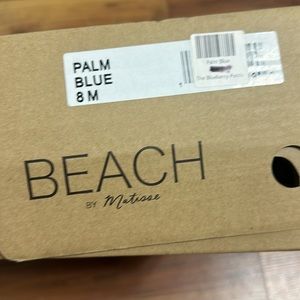 PALM
BLUE
8 M
Palm Blue
The Blueberry Patch
BEACH
BY Matisse